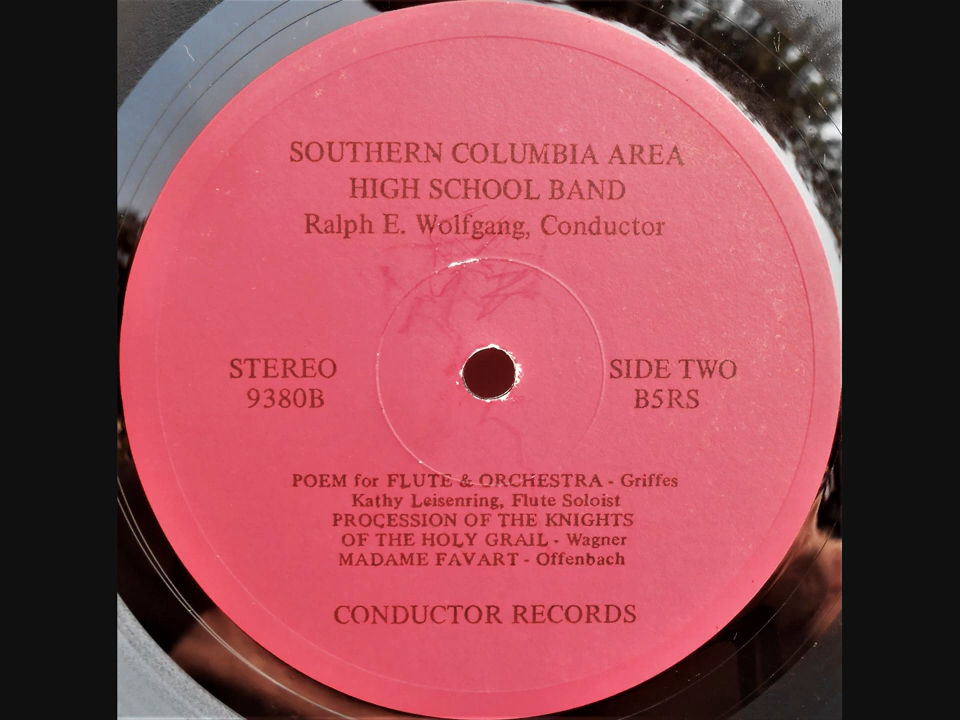 SOUTHERN COLUMBIA AREA
HIGH SCHOOL BAND
Ralph E. Wolfgang, Conductor
STEREO
9380B
SIDE TWO
B5RS
POEM for FLUTE & ORCHESTRA - Griffes
Kathy Leisenring, Flute Soloist
PROCESSION OF THE KNIGHTS
OF THE HOLY GRAIL - Wagner
MADAME FAVART - Offenbach
CONDUCTOR RECORDS